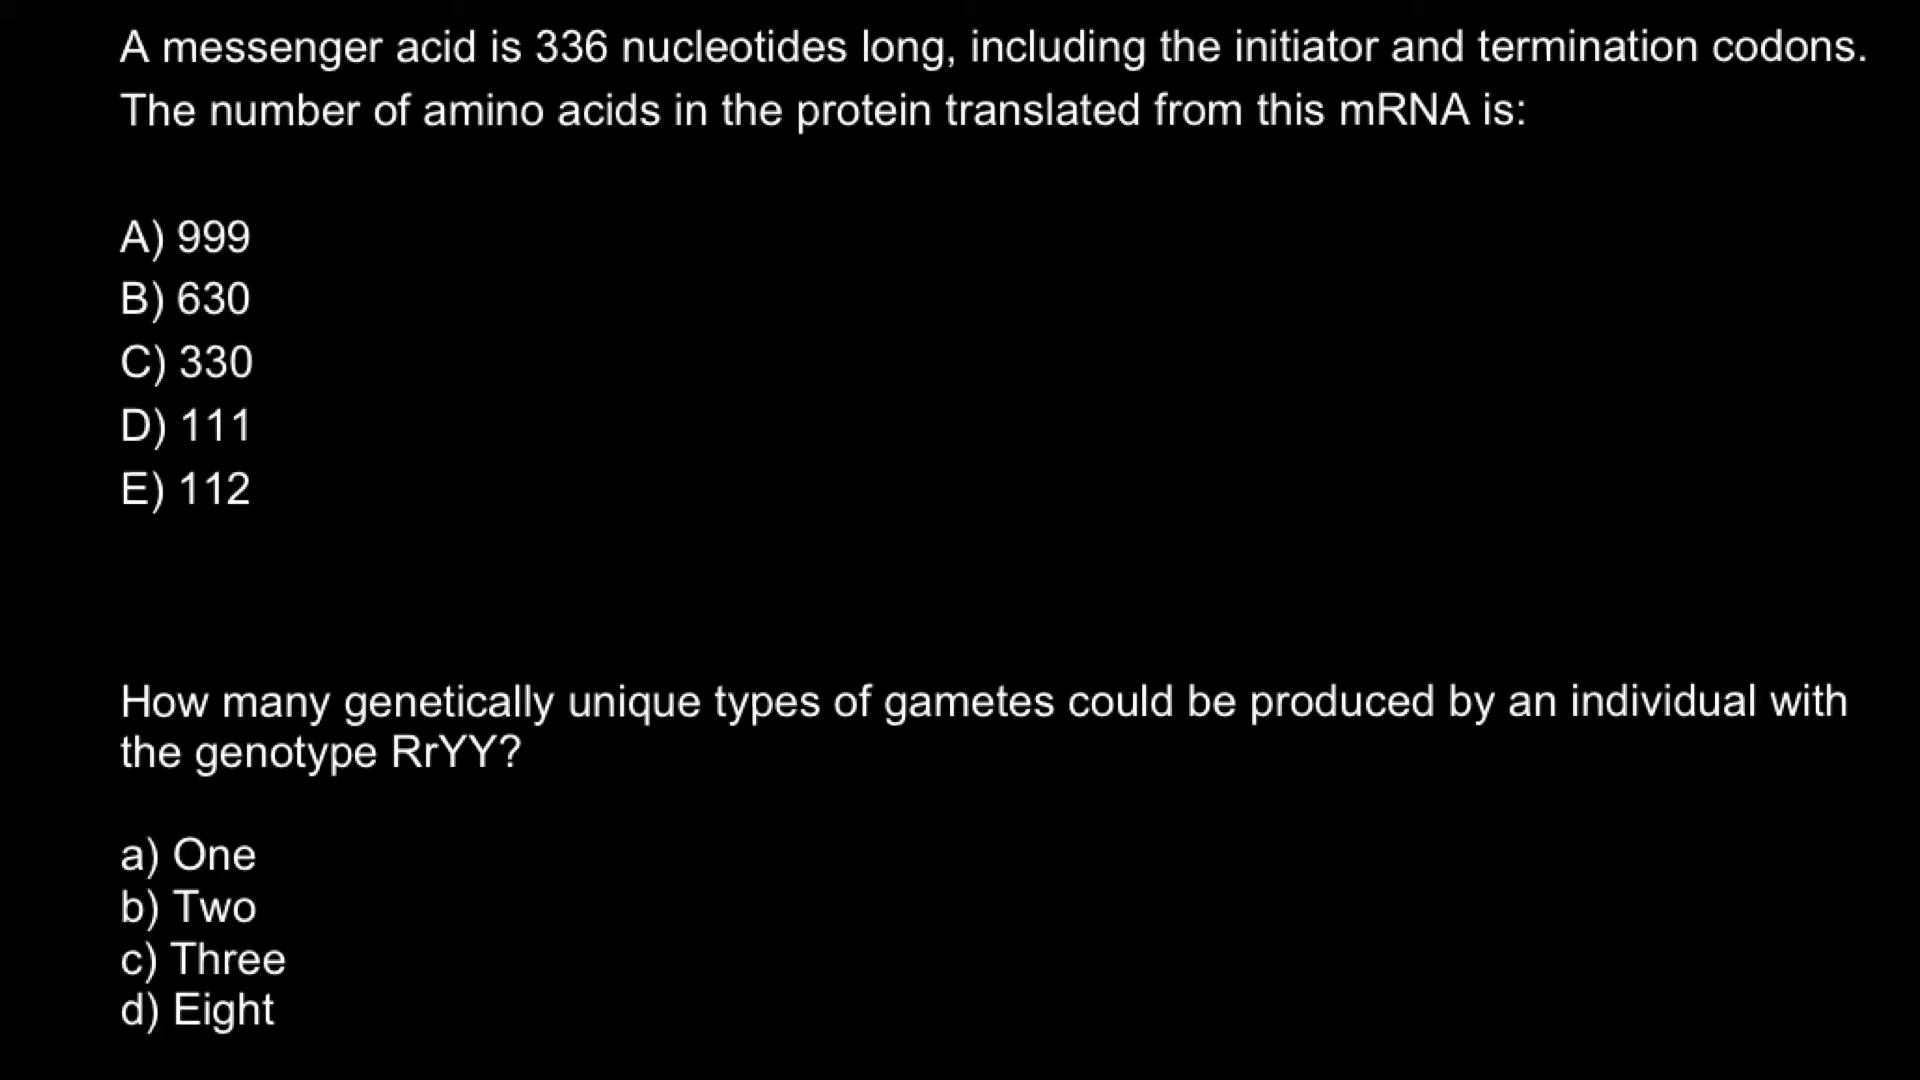 A messenger acid is 336 nucleotides long, including the initiator and termination codons.
The number of amino acids in the protein translated from this mRNA is:
A) 999
B) 630
C) 330
D) 111
E) 112
How many genetically unique types of gametes could be produced by an individual with
the genotype RrYY?
a) One
b) Two
c) Three
d) Eight